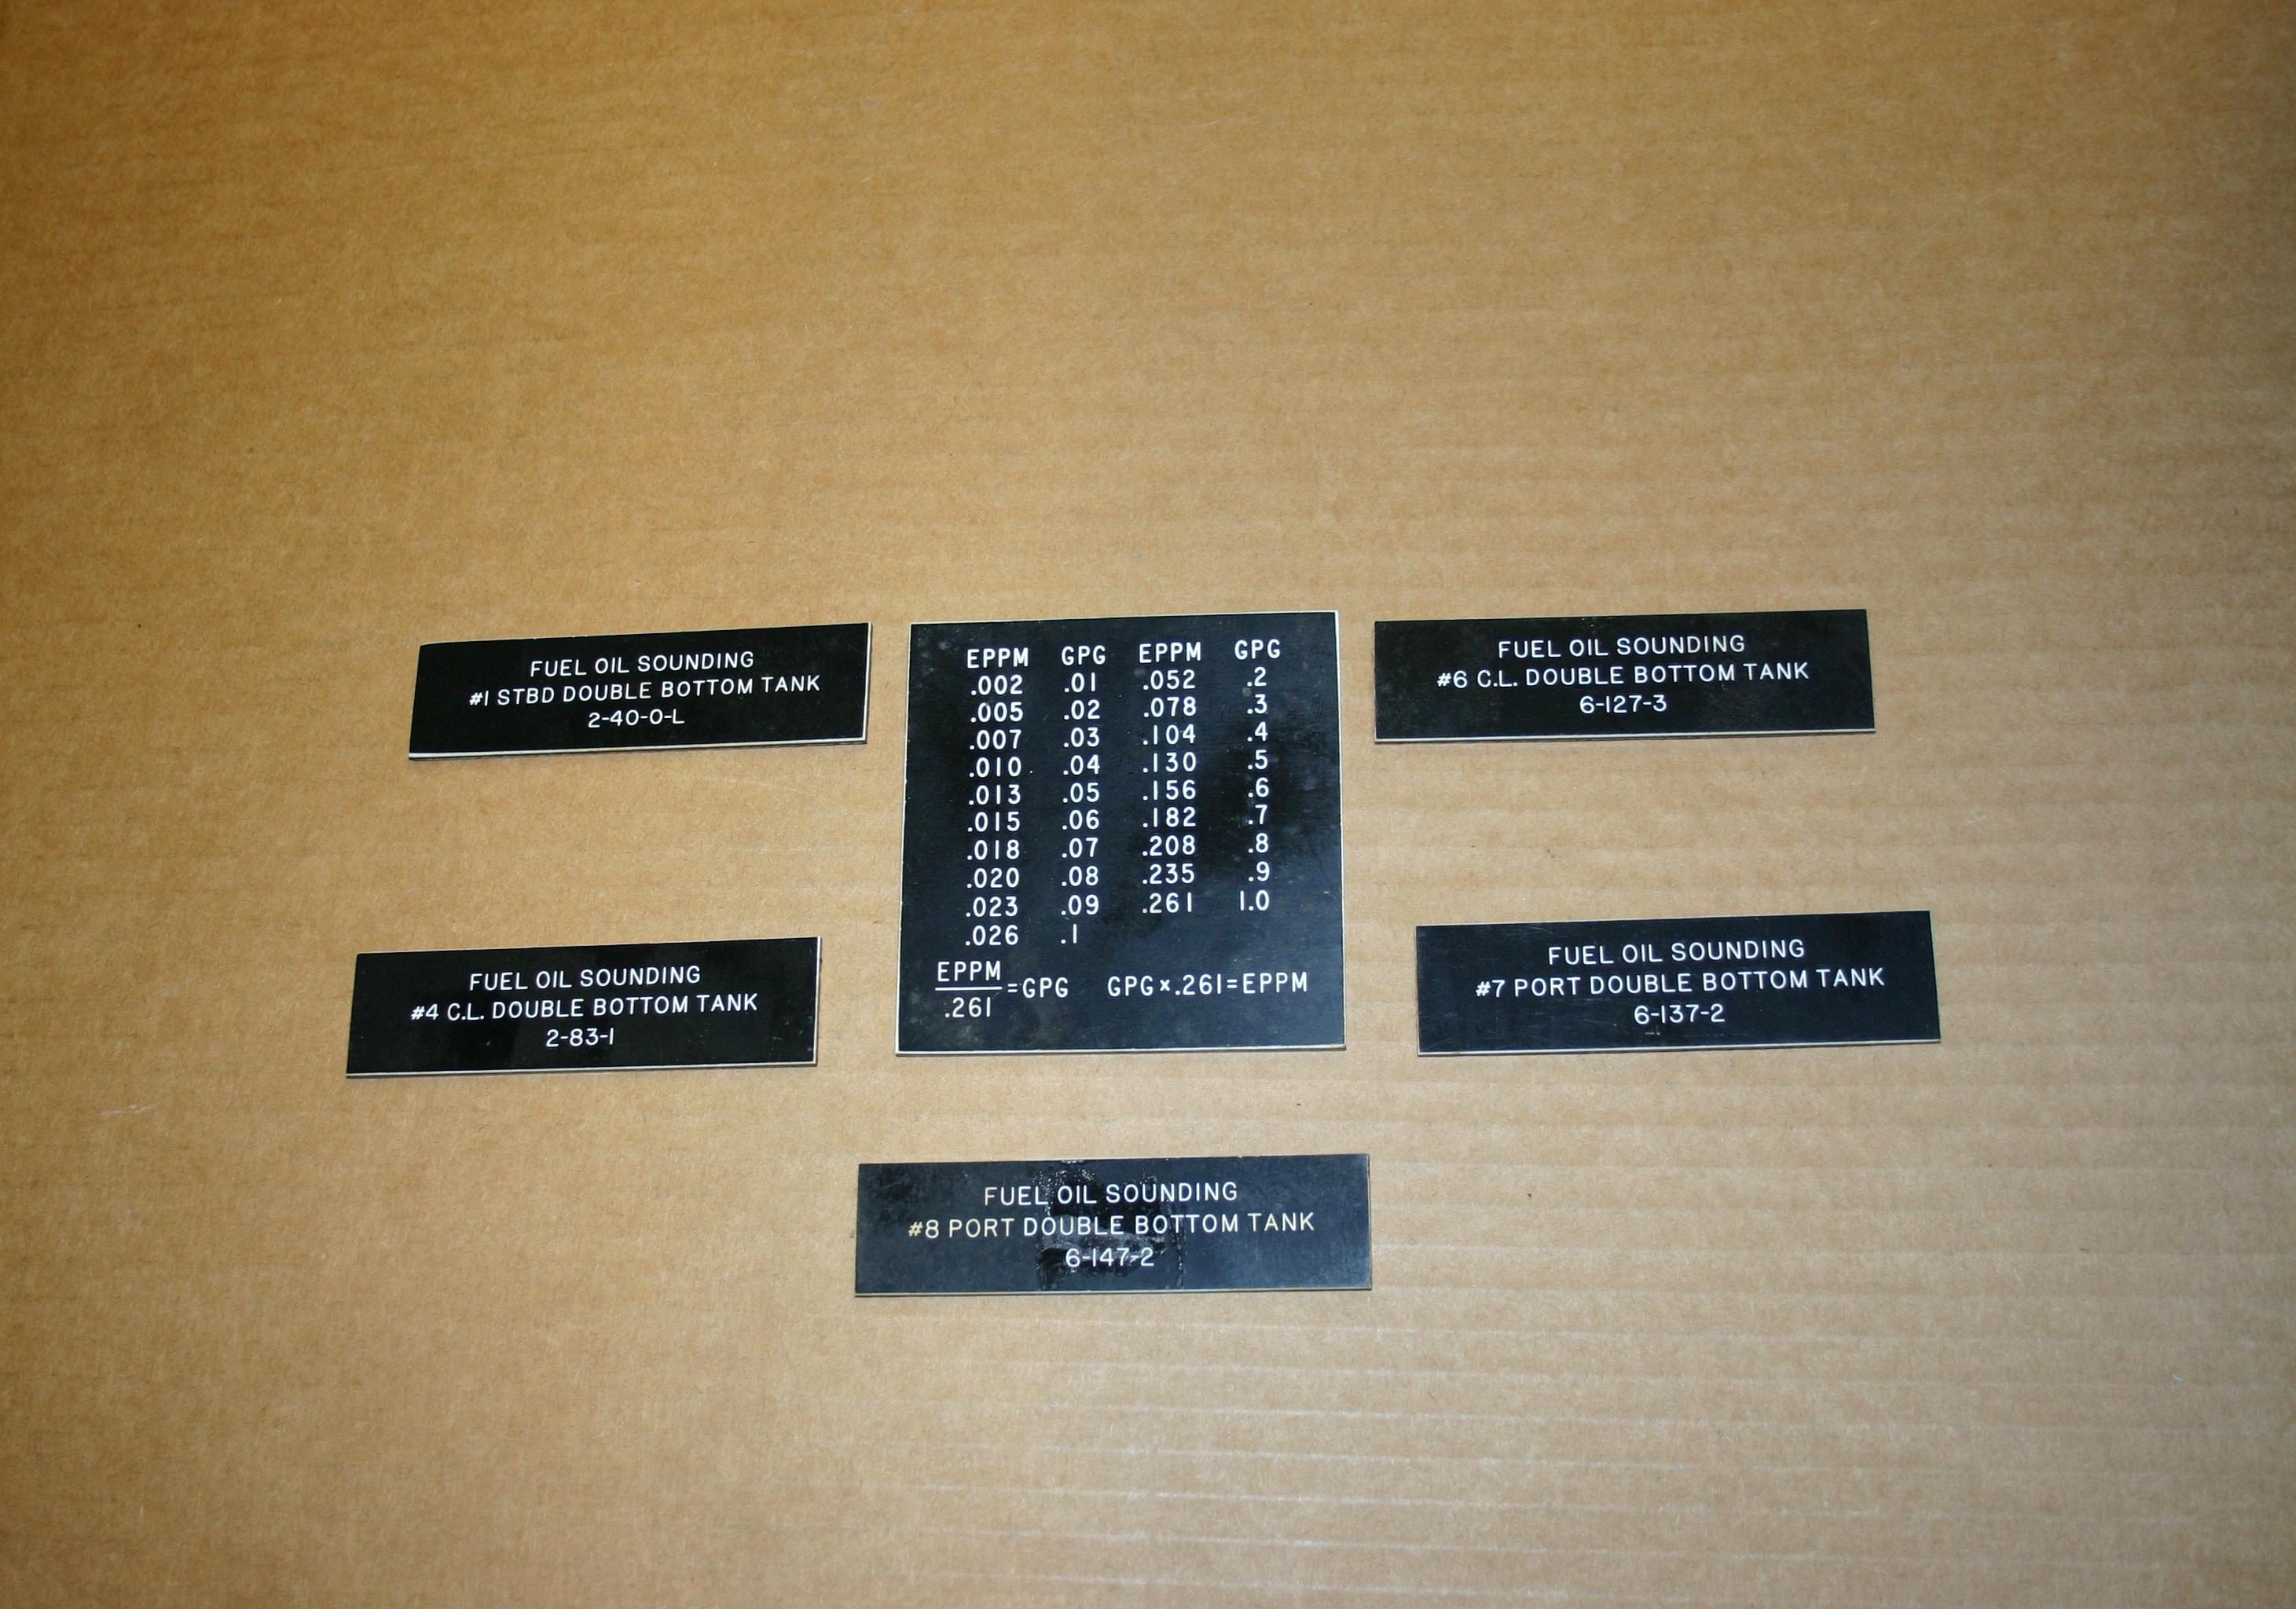 FUEL OIL SOUNDING
#1 STBD DOUBLE BOTTOM TANK
2-40-0-L
EPPM GPG EPPM GPG
.002 .01 .052 .2
.005 .02 .078 .3
.007 .03 .104 .4
.010 .04 .130 .5
.013 .05 .156 .6
.015 .06 .182 .7
.018 .07 .208 .8
.020 .08 .235 .9
.023 .09 .261 1.0
.026 .1
EPPM
.261
=GPG GPG×.261=EPPM
FUEL OIL SOUNDING
#6 C.L. DOUBLE BOTTOM TANK
6-127-3
FUEL OIL SOUNDING
#4 C.L. DOUBLE BOTTOM TANK
2-83-1
FUEL OIL SOUNDING
#7 PORT DOUBLE BOTTOM TANK
6-137-2
FUEL OIL SOUNDING
#8 PORT DOUBLE BOTTOM TANK
6-147-2